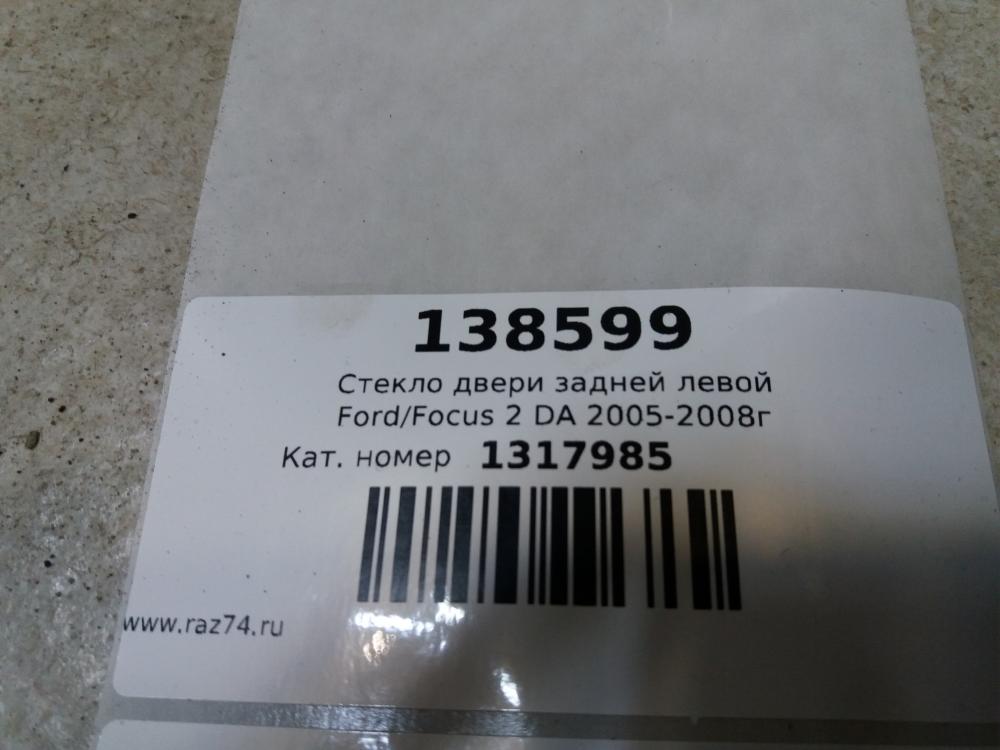 138599
Стекло двери задней левой
Ford/Focus 2 DA 2005-2008г
Кат. номер 1317985
www.raz74.ru